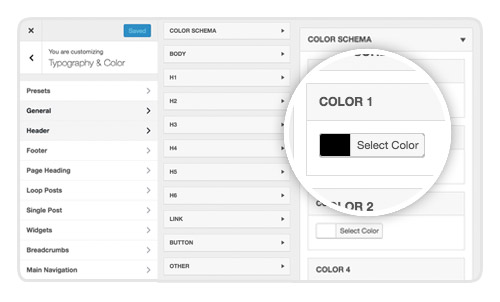 Saved
You are customizing
Typography & Color
Presets
General
Header
Footer
Page Heading
Loop Posts
Single Post
Widgets
Breadcrumbs
Main Navigation
COLOR SCHEMA
BODY
H1
H2
H3
H4
H5
H6
LINK
BUTTON
OTHER
COLOR SCHEMA
COLOR 1
Select Color
COLOR 2
Select Color
COLOR 4